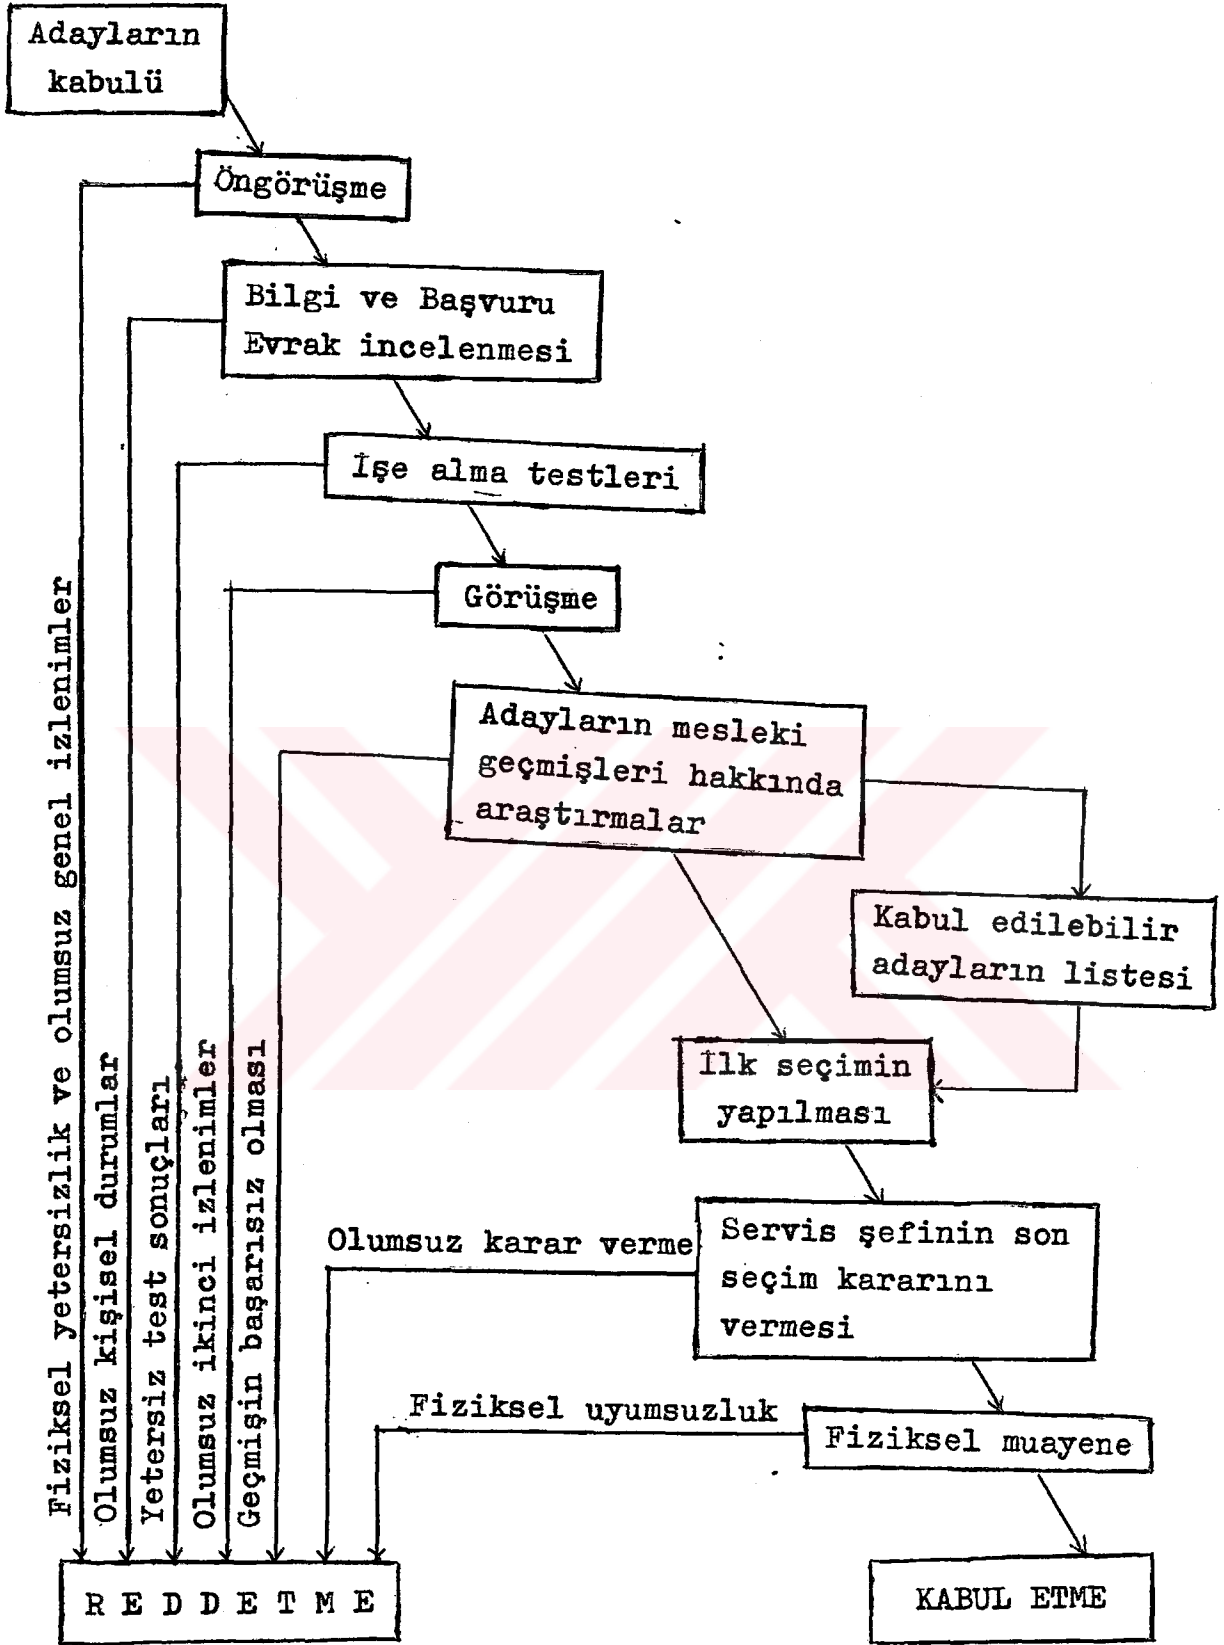 Adayların
kabulü
Öngörüşme
Bilgi ve Başvuru
Evrak incelenmesi
İşe alma testleri
Görüşme
Adayların mesleki
geçmişleri hakkında
araştırmalar
Kabul edilebilir
adayların listesi
İlk seçimin
yapılması
Servis şefinin son
seçim kararını
vermesi
Olumsuz karar verme
Fiziksel uyumsuzluk
Fiziksel muayene
Fiziksel yetersizlik ve olumsuz genel izlenimler
Olumsuz kişisel durumlar
Yetersiz test sonuçları
Olumsuz ikinci izlenimler
Geçmişin başarısız olması
R E D D E T M E
KABUL ETME